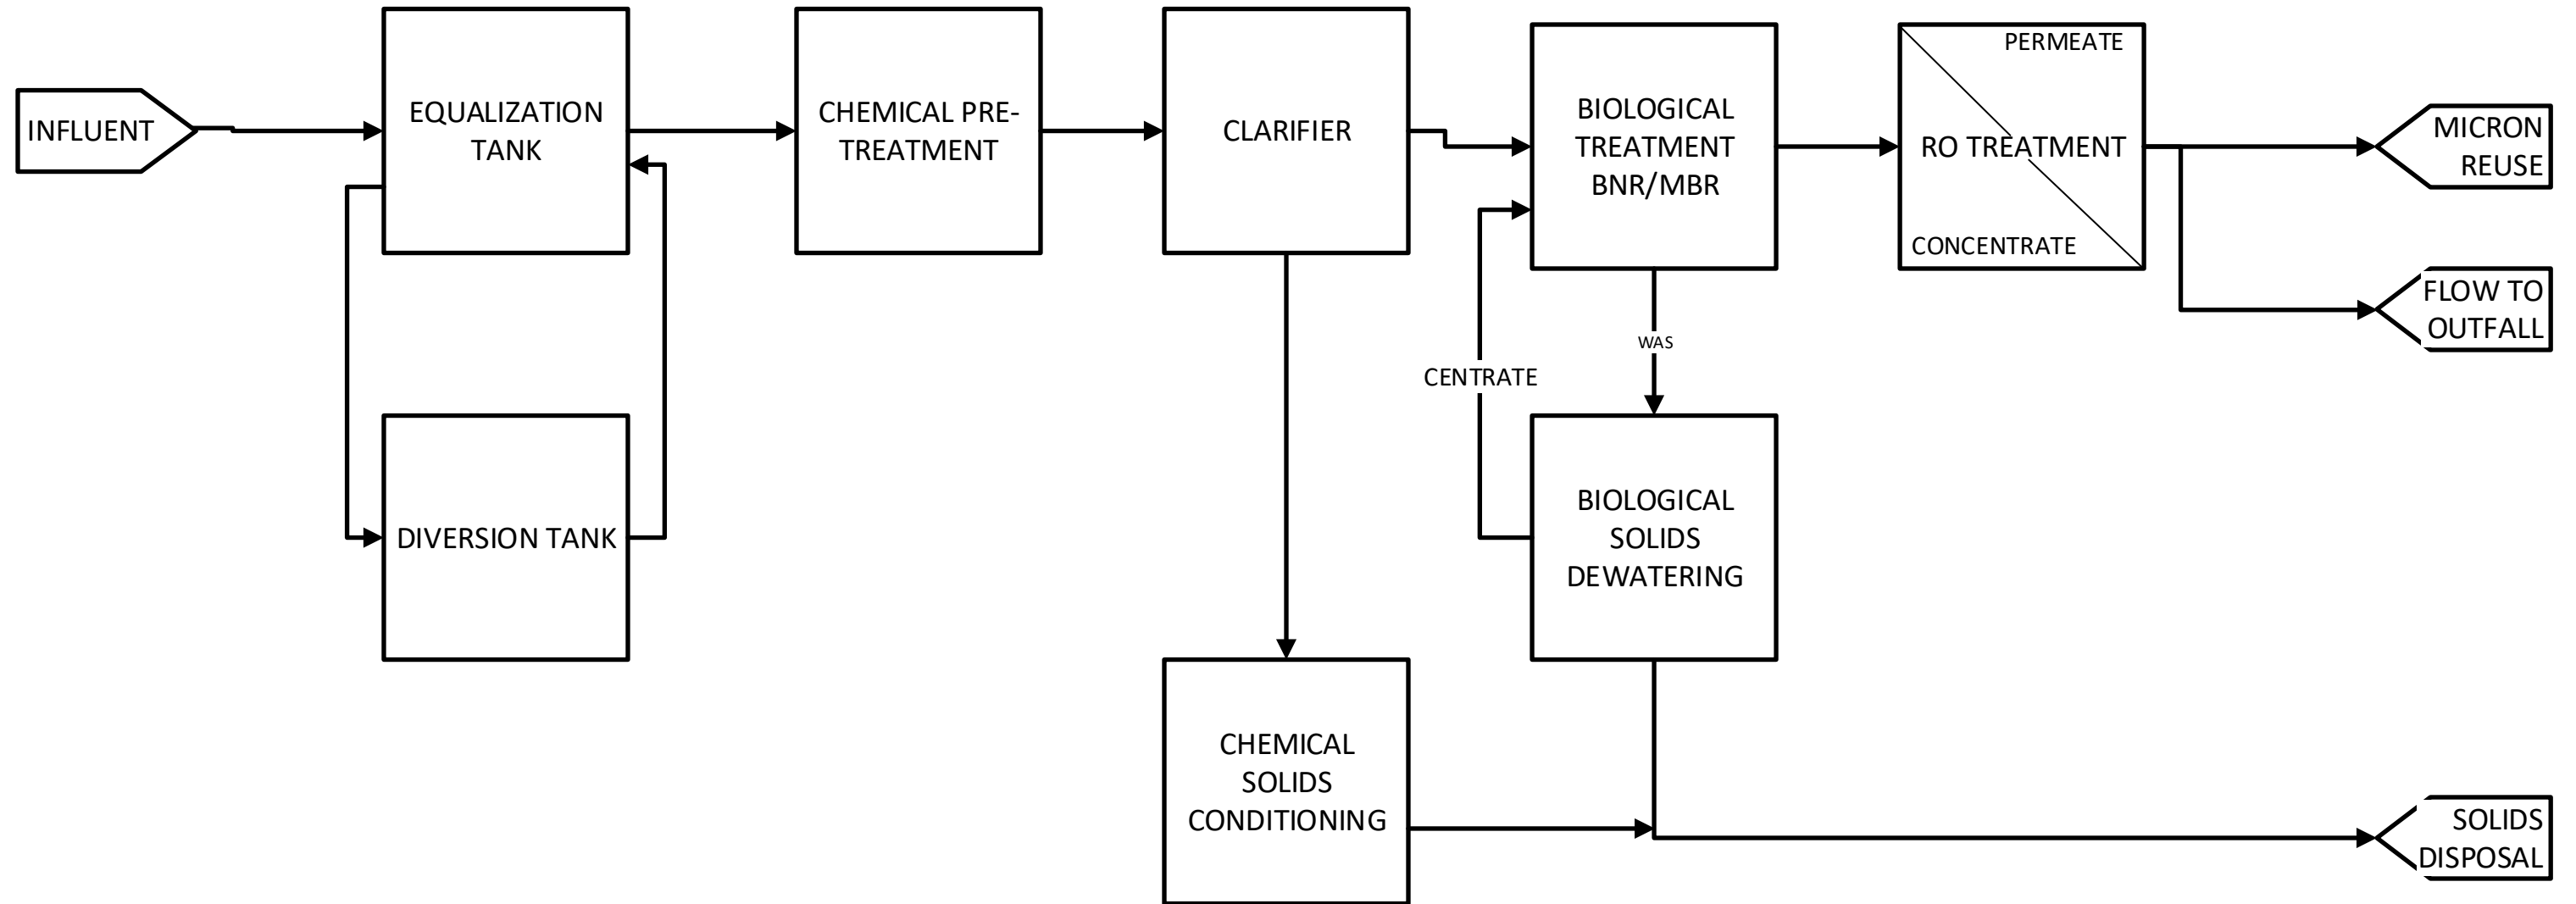 INFLUENT
EQUALIZATION
TANK
CHEMICAL PRE-
TREATMENT
CLARIFIER
BIOLOGICAL
TREATMENT
BNR/MBR
PERMEATE
RO TREATMENT
CONCENTRATE
MICRON
REUSE
FLOW TO
OUTFALL
WAS
CENTRATE
DIVERSION TANK
BIOLOGICAL
SOLIDS
DEWATERING
CHEMICAL
SOLIDS
CONDITIONING
SOLIDS
DISPOSAL